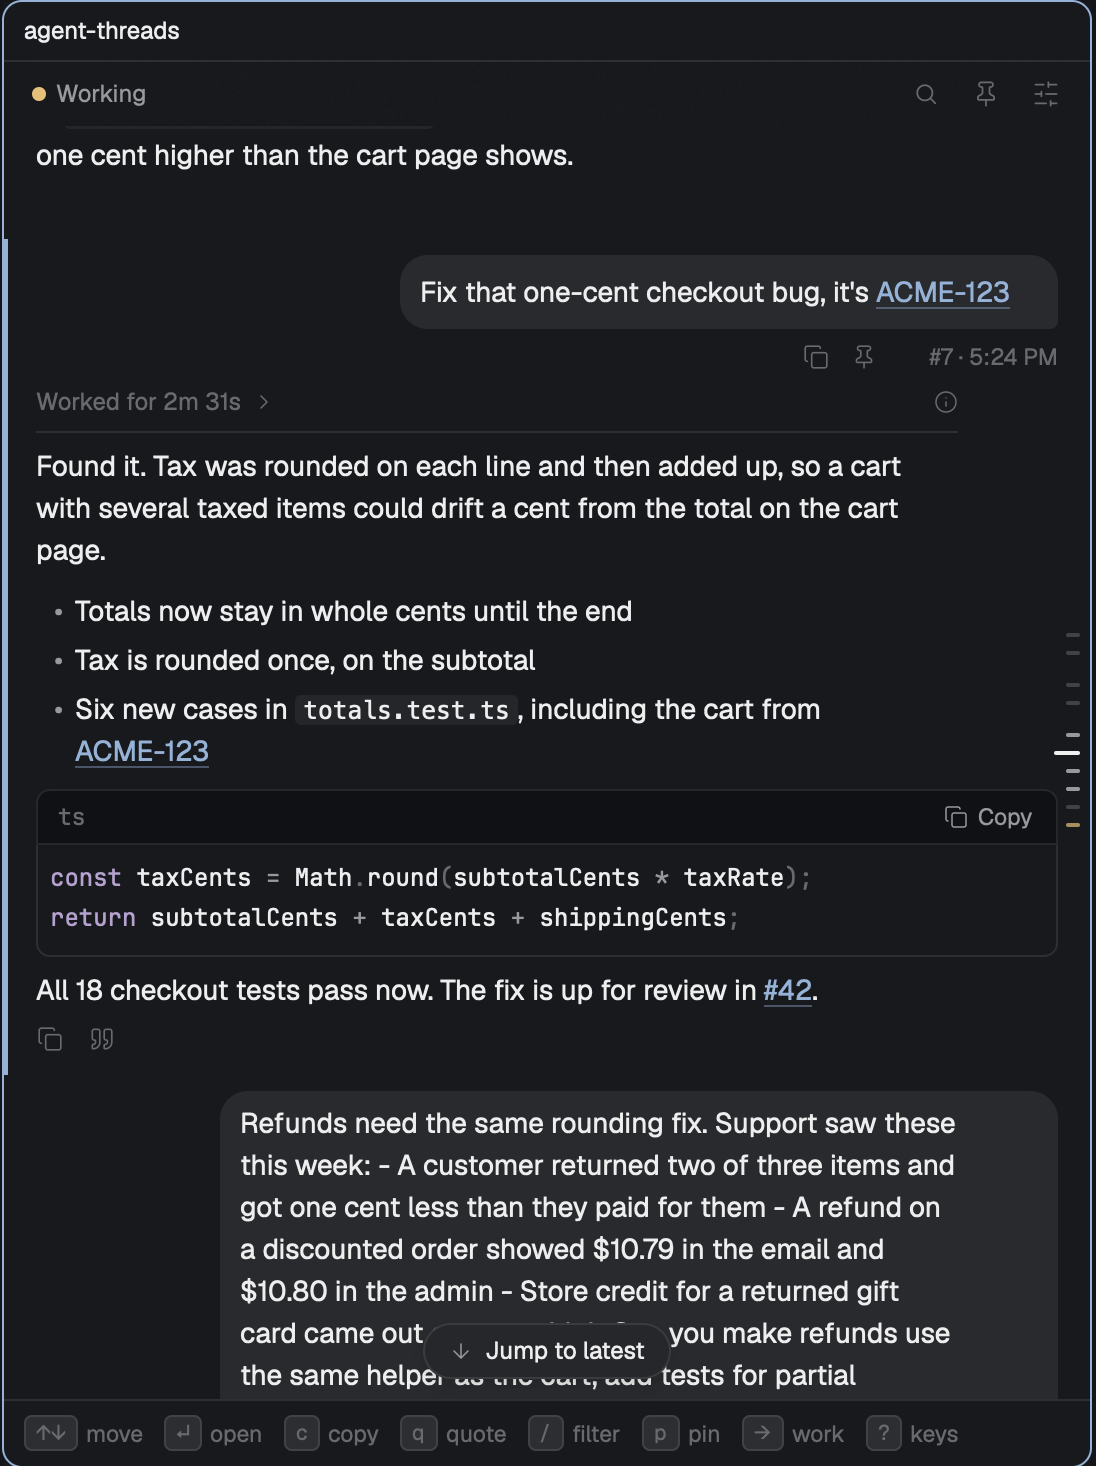 agent-threads
Working
one cent higher than the cart page shows.
Fix that one-cent checkout bug, it's ACME-123
#7 · 5:24 PM
Worked for 2m 31s
Found it. Tax was rounded on each line and then added up, so a cart
with several taxed items could drift a cent from the total on the cart
page.
• Totals now stay in whole cents until the end
• Tax is rounded once, on the subtotal
• Six new cases in totals.test.ts, including the cart from
ACME-123
ts
Copy
const taxCents = Math.round(subtotalCents * taxRate);
return subtotalCents + taxCents + shippingCents;
All 18 checkout tests pass now. The fix is up for review in #42.
Refunds need the same rounding fix. Support saw these
this week: - A customer returned two of three items and
got one cent less than they paid for them - A refund on
a discounted order showed $10.79 in the email and
$10.80 in the admin - Store credit for a returned gift
card came out you make refunds use
Jump to latest
the same helper as the cart, add tests for partial
↑↓ move ↵ open c copy q quote / filter p pin → work ? keys